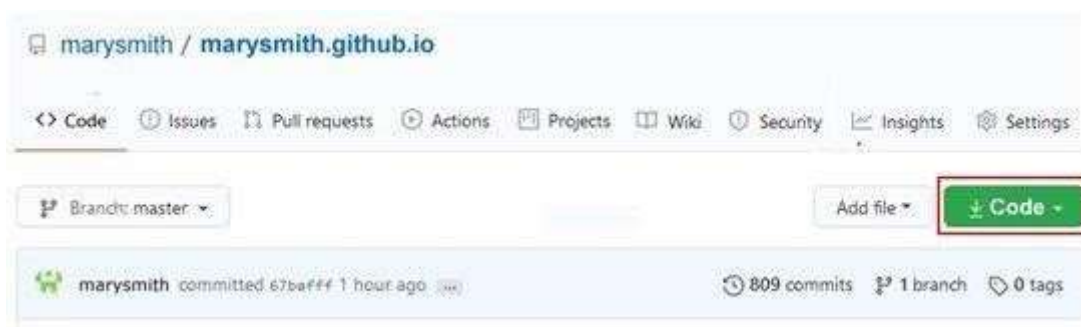 marysmith / marysmith.github.io
<> Code Issues Pull requests Actions Projects Wiki Security Insights Settings
Branch: master Add file Code
marysmith committed 67bafff 1 hour ago ... 809 commits 1 branch 0 tags